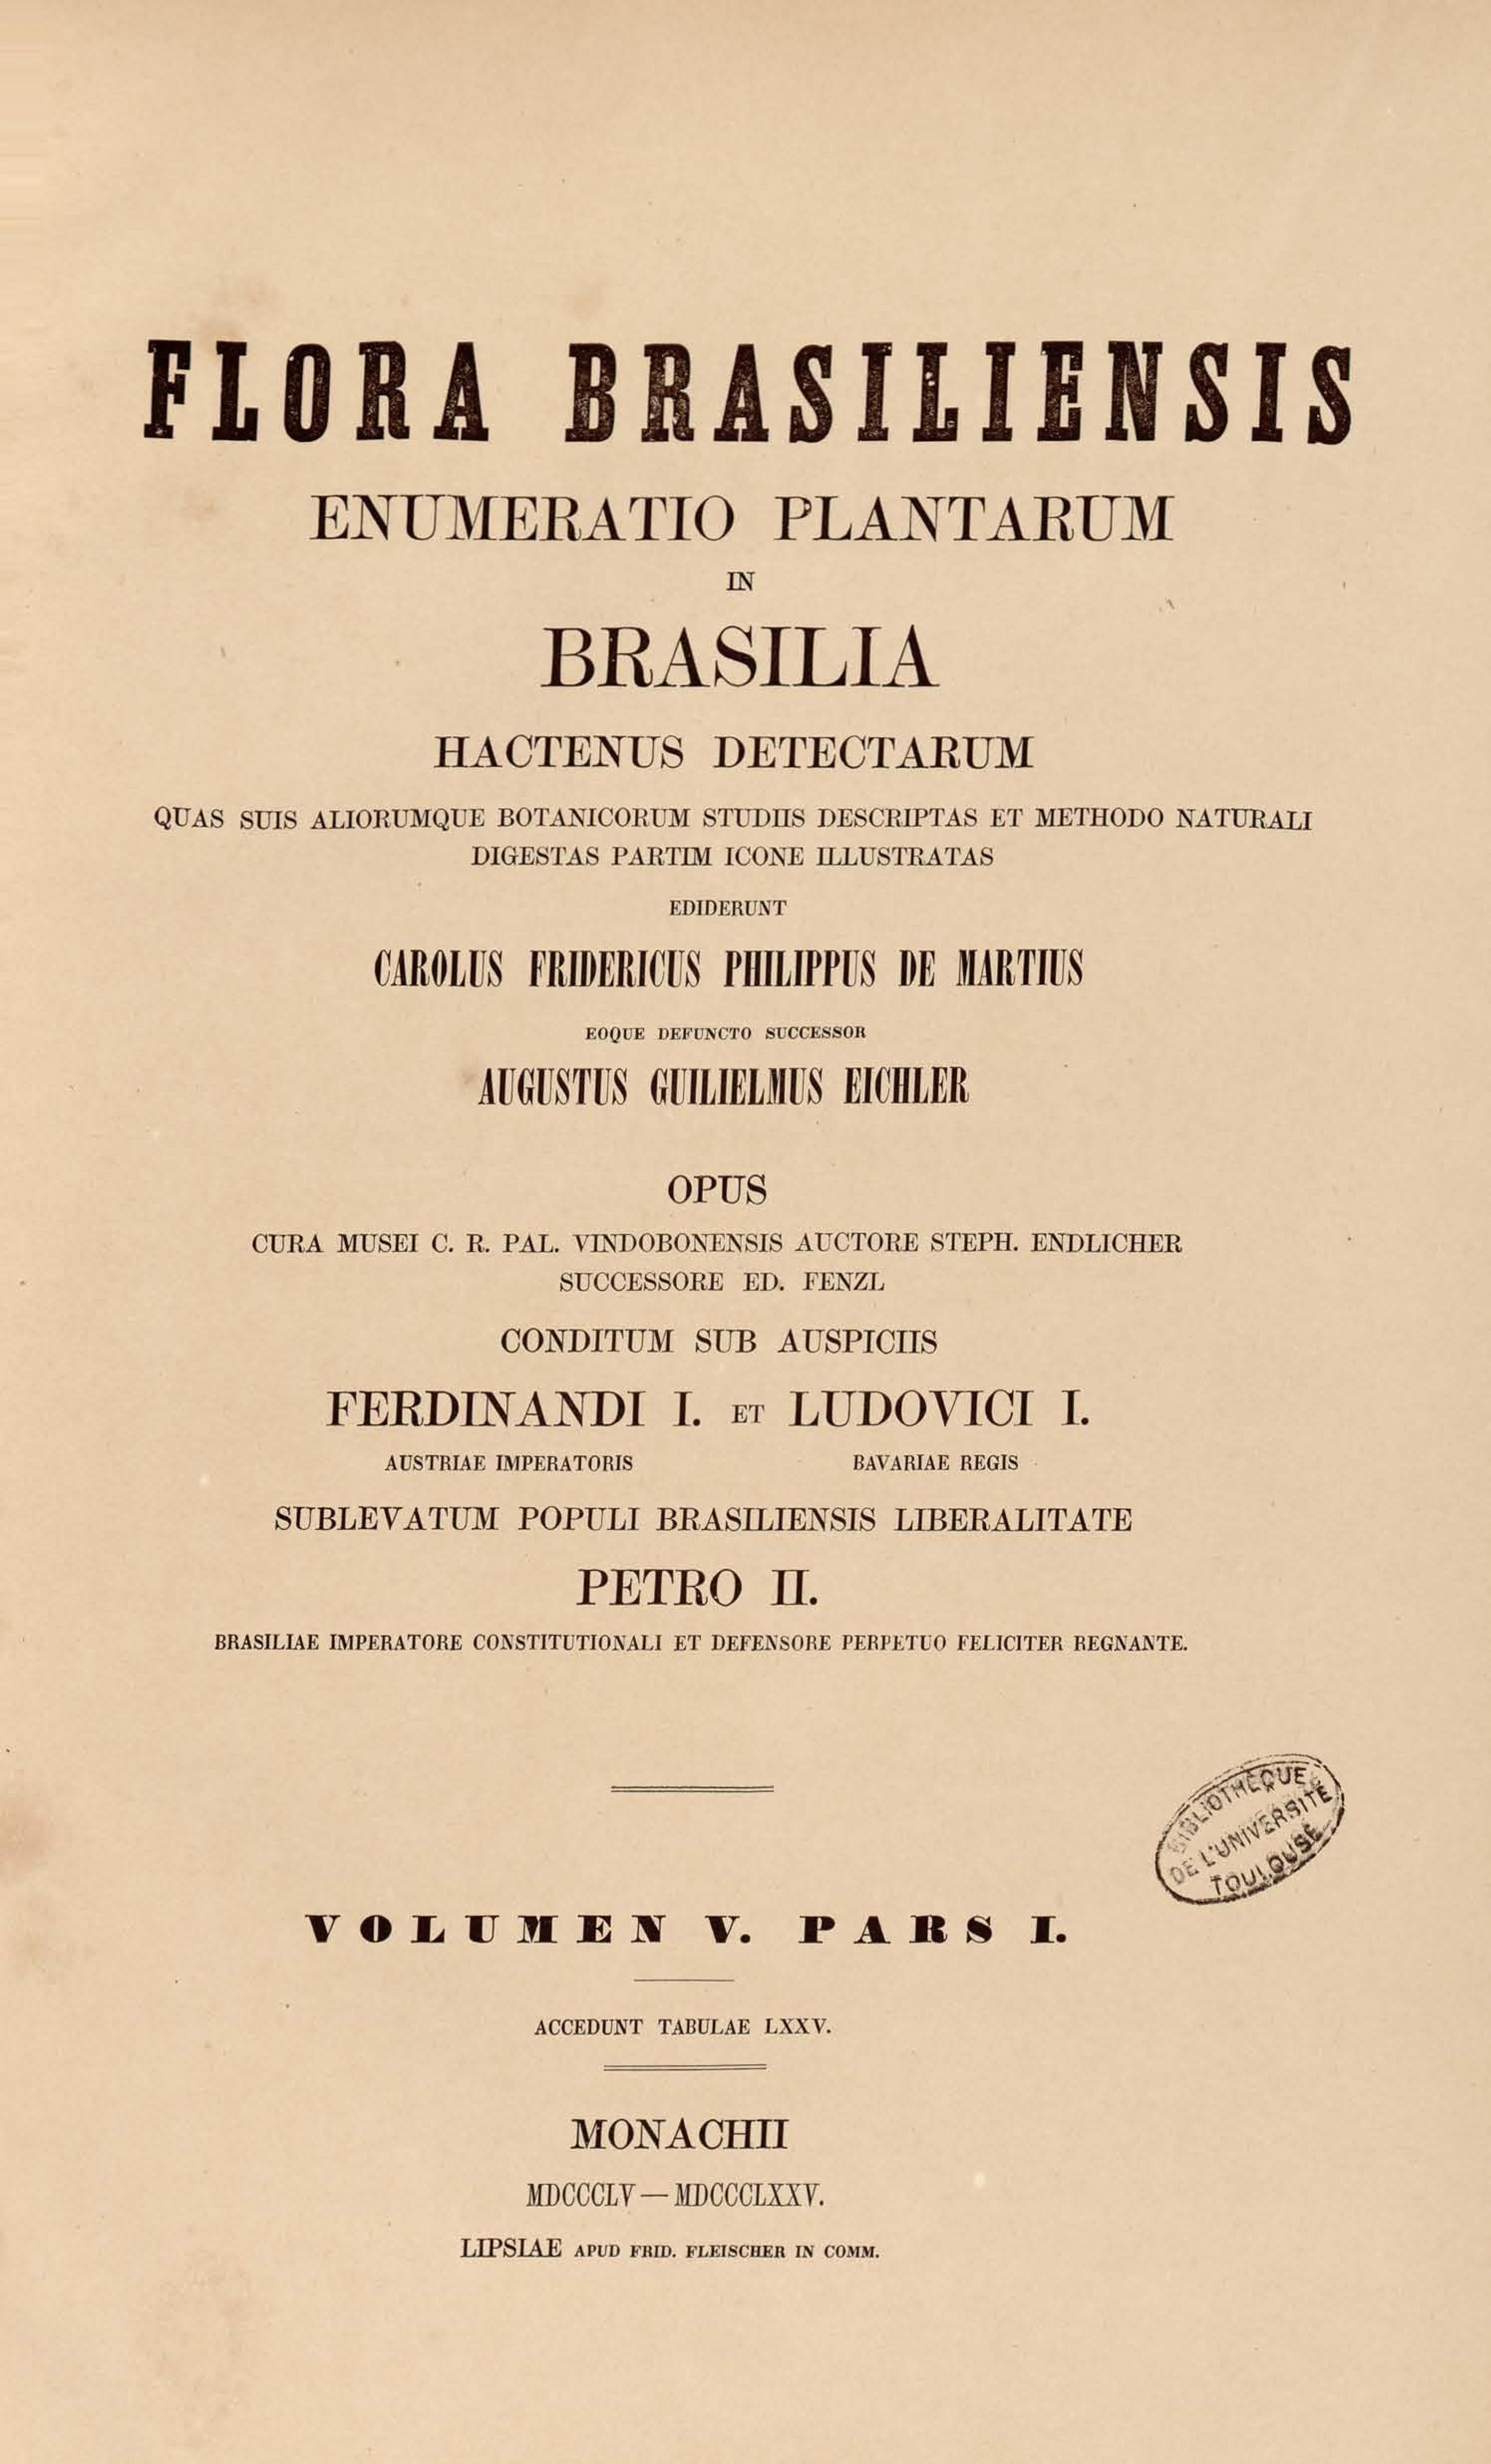 FLORA BRASILIENSIS
ENUMERATIO PLANTARUM
IN
BRASILIA
HACTENUS DETECTARUM
QUAS SUIS ALIORUMQUE BOTANICORUM STUDIIS DESCRIPTAS ET METHODO NATURALI
DIGESTAS PARTIM ICONE ILLUSTRATAS
EDIDERUNT
CAROLUS FRIDERICUS PHILIPPUS DE MARTIUS
EOQUE DEFUNCTO SUCCESSOR
AUGUSTUS GUILIELMUS EICHLER
OPUS
CURA MUSEI C. R. PAL. VINDOBONENSIS AUCTORE STEPH. ENDLICHER
SUCCESSORE ED. FENZL
CONDITUM SUB AUSPICIIS
FERDINANDI I. ET LUDOVICI I.
AUSTRIAE IMPERATORIS BAVARIAE REGIS
SUBLEVATUM POPULI BRASILIENSIS LIBERALITATE
PETRO II.
BRASILIAE IMPERATORE CONSTITUTIONALI ET DEFENSORE PERPETUO FELICITER REGNANTE.
BIBLIOTHÈQUE
DE L'UNIVERSITÉ
TOULOUSE
VOLUMEN V. PARS I.
ACCEDUNT TABULAE LXXV.
MONACHII
MDCCCLV — MDCCCLXXV.
LIPSIAE APUD FRID. FLEISCHER IN COMM.